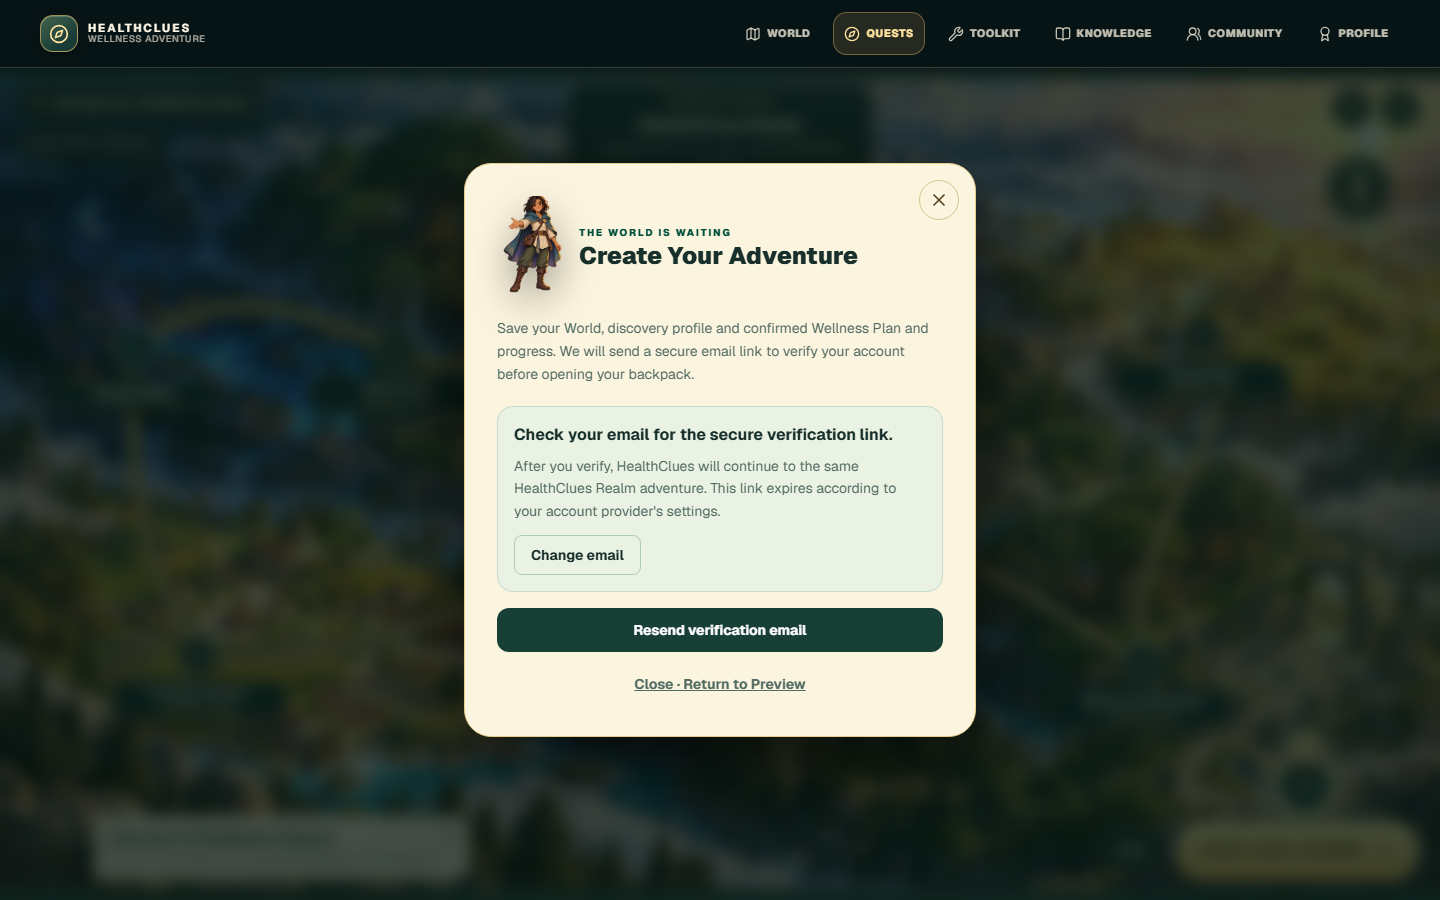 HEALTHCLUES
WELLNESS ADVENTURE
WORLD
QUESTS
TOOLKIT
KNOWLEDGE
COMMUNITY
PROFILE
THE WORLD IS WAITING
Create Your Adventure
Save your World, discovery profile and confirmed Wellness Plan and
progress. We will send a secure email link to verify your account
before opening your backpack.
Check your email for the secure verification link.
After you verify, HealthClues will continue to the same
HealthClues Realm adventure. This link expires according to
your account provider's settings.
Change email
Resend verification email
Close · Return to Preview